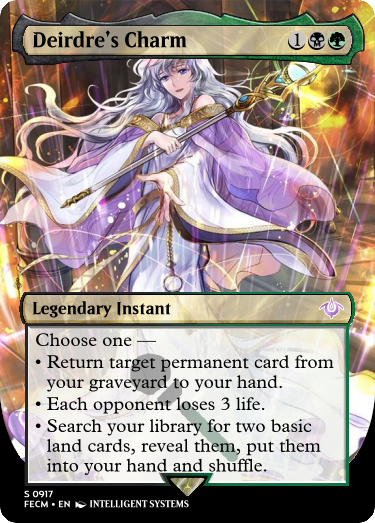 Deirdre's Charm 1
Legendary Instant
Choose one —
• Return target permanent card from
your graveyard to your hand.
• Each opponent loses 3 life.
• Search your library for two basic
land cards, reveal them, put them
into your hand and shuffle.
S 0917
FECM • EN INTELLIGENT SYSTEMS